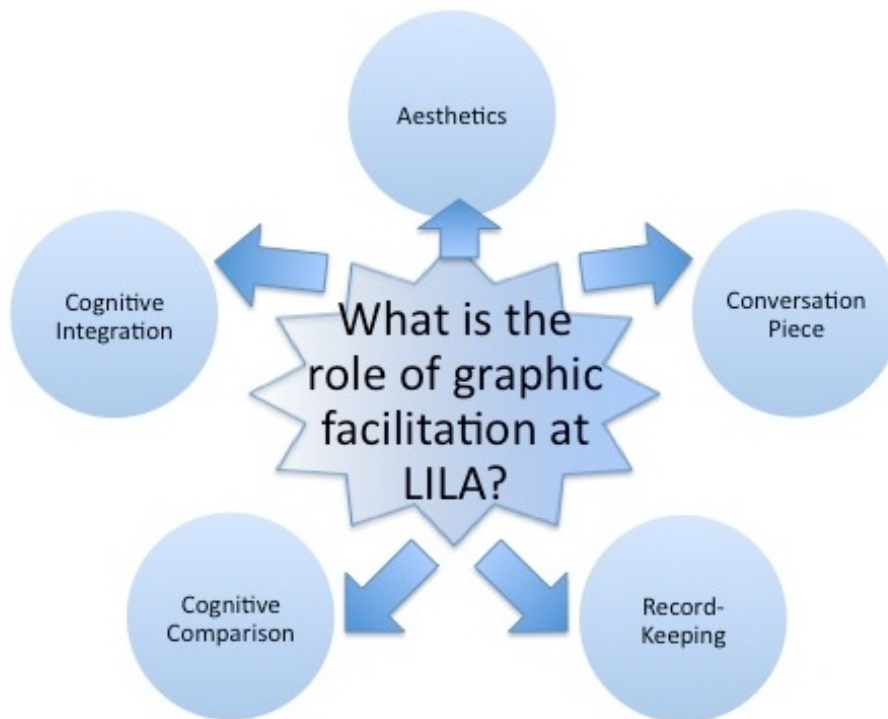 Aesthetics
Cognitive
Integration
Conversation
Piece
What is the
role of graphic
facilitation at
LILA?
Cognitive
Comparison
Record-
Keeping